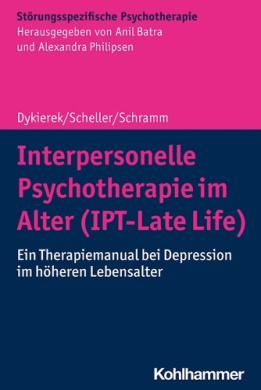 Störungsspezifische Psychotherapie
Herausgegeben von Anil Batra
und Alexandra Philipsen
Dykierek/Scheller/Schramm
Interpersonelle
Psychotherapie im
Alter (IPT-Late Life)
Ein Therapiemanual bei Depression
im höheren Lebensalter
Kohlhammer